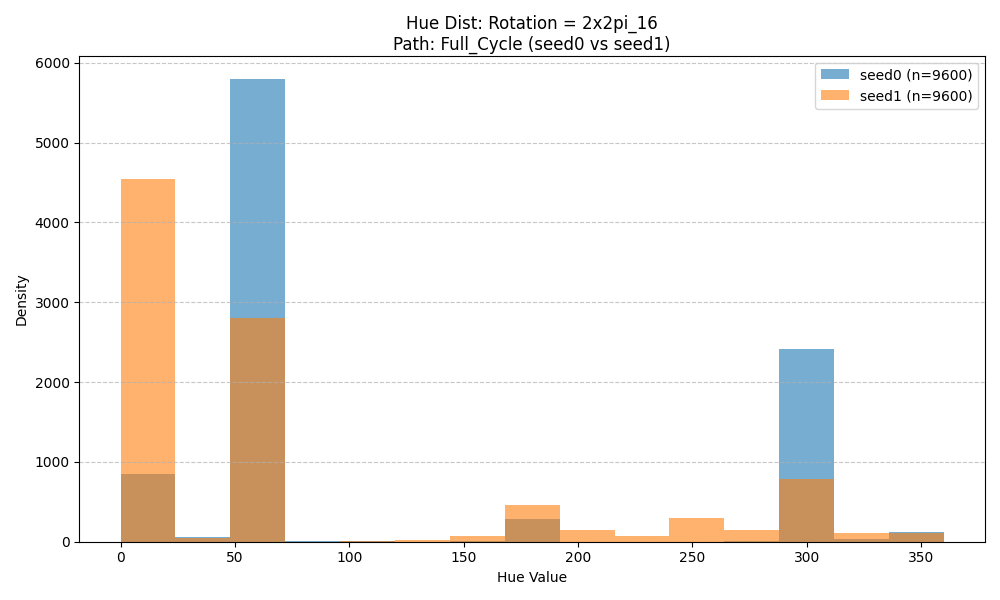 Hue Dist: Rotation = 2x2pi_16
Path: Full_Cycle (seed0 vs seed1)
seed0 (n=9600)
seed1 (n=9600)
Density
6000
5000
4000
3000
2000
1000
0
0 50 100 150 200 250 300 350
Hue Value